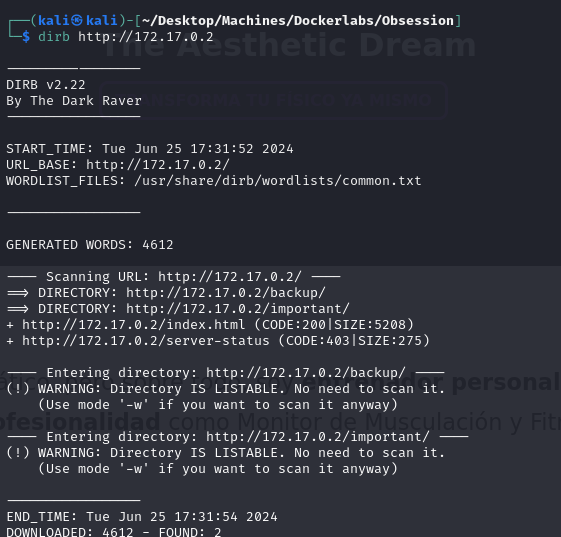 ┌──(kali㉿kali)-[~/Desktop/Machines/Dockerlabs/Obsession]
└─$ dirb http://172.17.0.2
The Aesthetic Dream
-----------------
DIRB v2.22
By The Dark Raver
-----------------
TRANSFORMA TU FÍSICO YA MISMO
START_TIME: Tue Jun 25 17:31:52 2024
URL_BASE: http://172.17.0.2/
WORDLIST_FILES: /usr/share/dirb/wordlists/common.txt
-----------------
GENERATED WORDS: 4612
---- Scanning URL: http://172.17.0.2/ ----
==> DIRECTORY: http://172.17.0.2/backup/
==> DIRECTORY: http://172.17.0.2/important/
+ http://172.17.0.2/index.html (CODE:200|SIZE:5208)
+ http://172.17.0.2/server-status (CODE:403|SIZE:275)
---- Entering directory: http://172.17.0.2/backup/ ----
entrenador personal
(!) WARNING: Directory IS LISTABLE. No need to scan it.
(Use mode '-w' if you want to scan it anyway)
ofesionalidad como Monitor de Musculación y Fitn
---- Entering directory: http://172.17.0.2/important/ ----
(!) WARNING: Directory IS LISTABLE. No need to scan it.
(Use mode '-w' if you want to scan it anyway)
-----------------
END_TIME: Tue Jun 25 17:31:54 2024
DOWNLOADED: 4612 - FOUND: 2